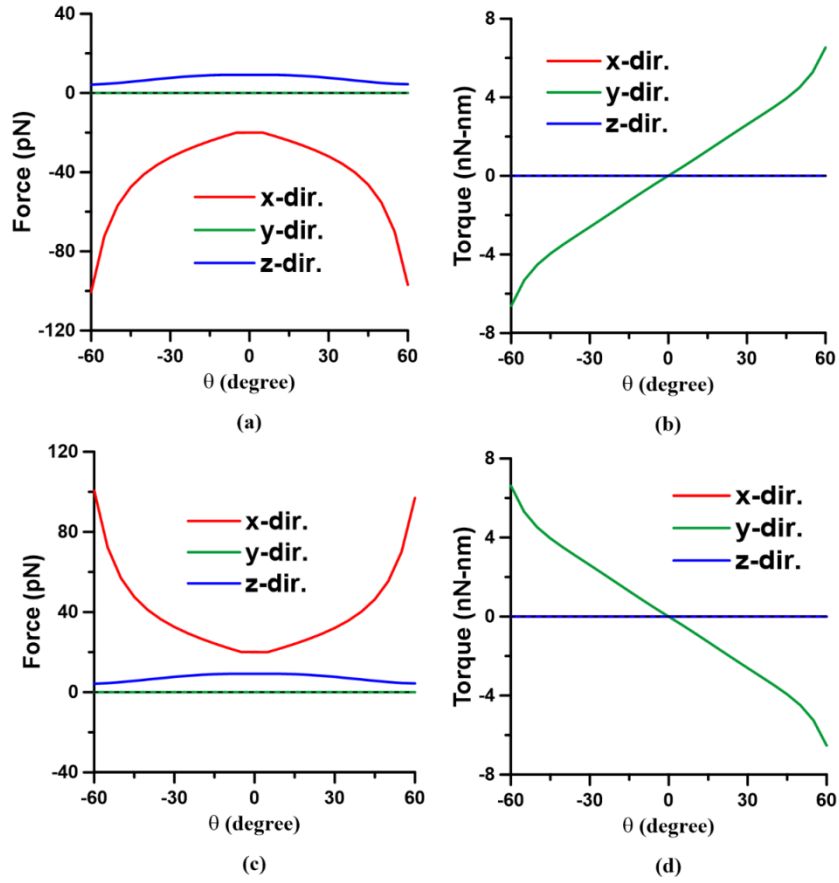 40
0
-40
-80
-120
Force (pN)
x-dir.
y-dir.
z-dir.
-60 -30 0 30 60
θ (degree)
(a)
8
4
0
-4
-8
Torque (nN-nm)
x-dir.
y-dir.
z-dir.
-60 -30 0 30 60
θ (degree)
(b)
120
80
40
0
-40
Force (pN)
x-dir.
y-dir.
z-dir.
-60 -30 0 30 60
θ (degree)
(c)
8
4
0
-4
-8
Torque (nN-nm)
x-dir.
y-dir.
z-dir.
-60 -30 0 30 60
θ (degree)
(d)